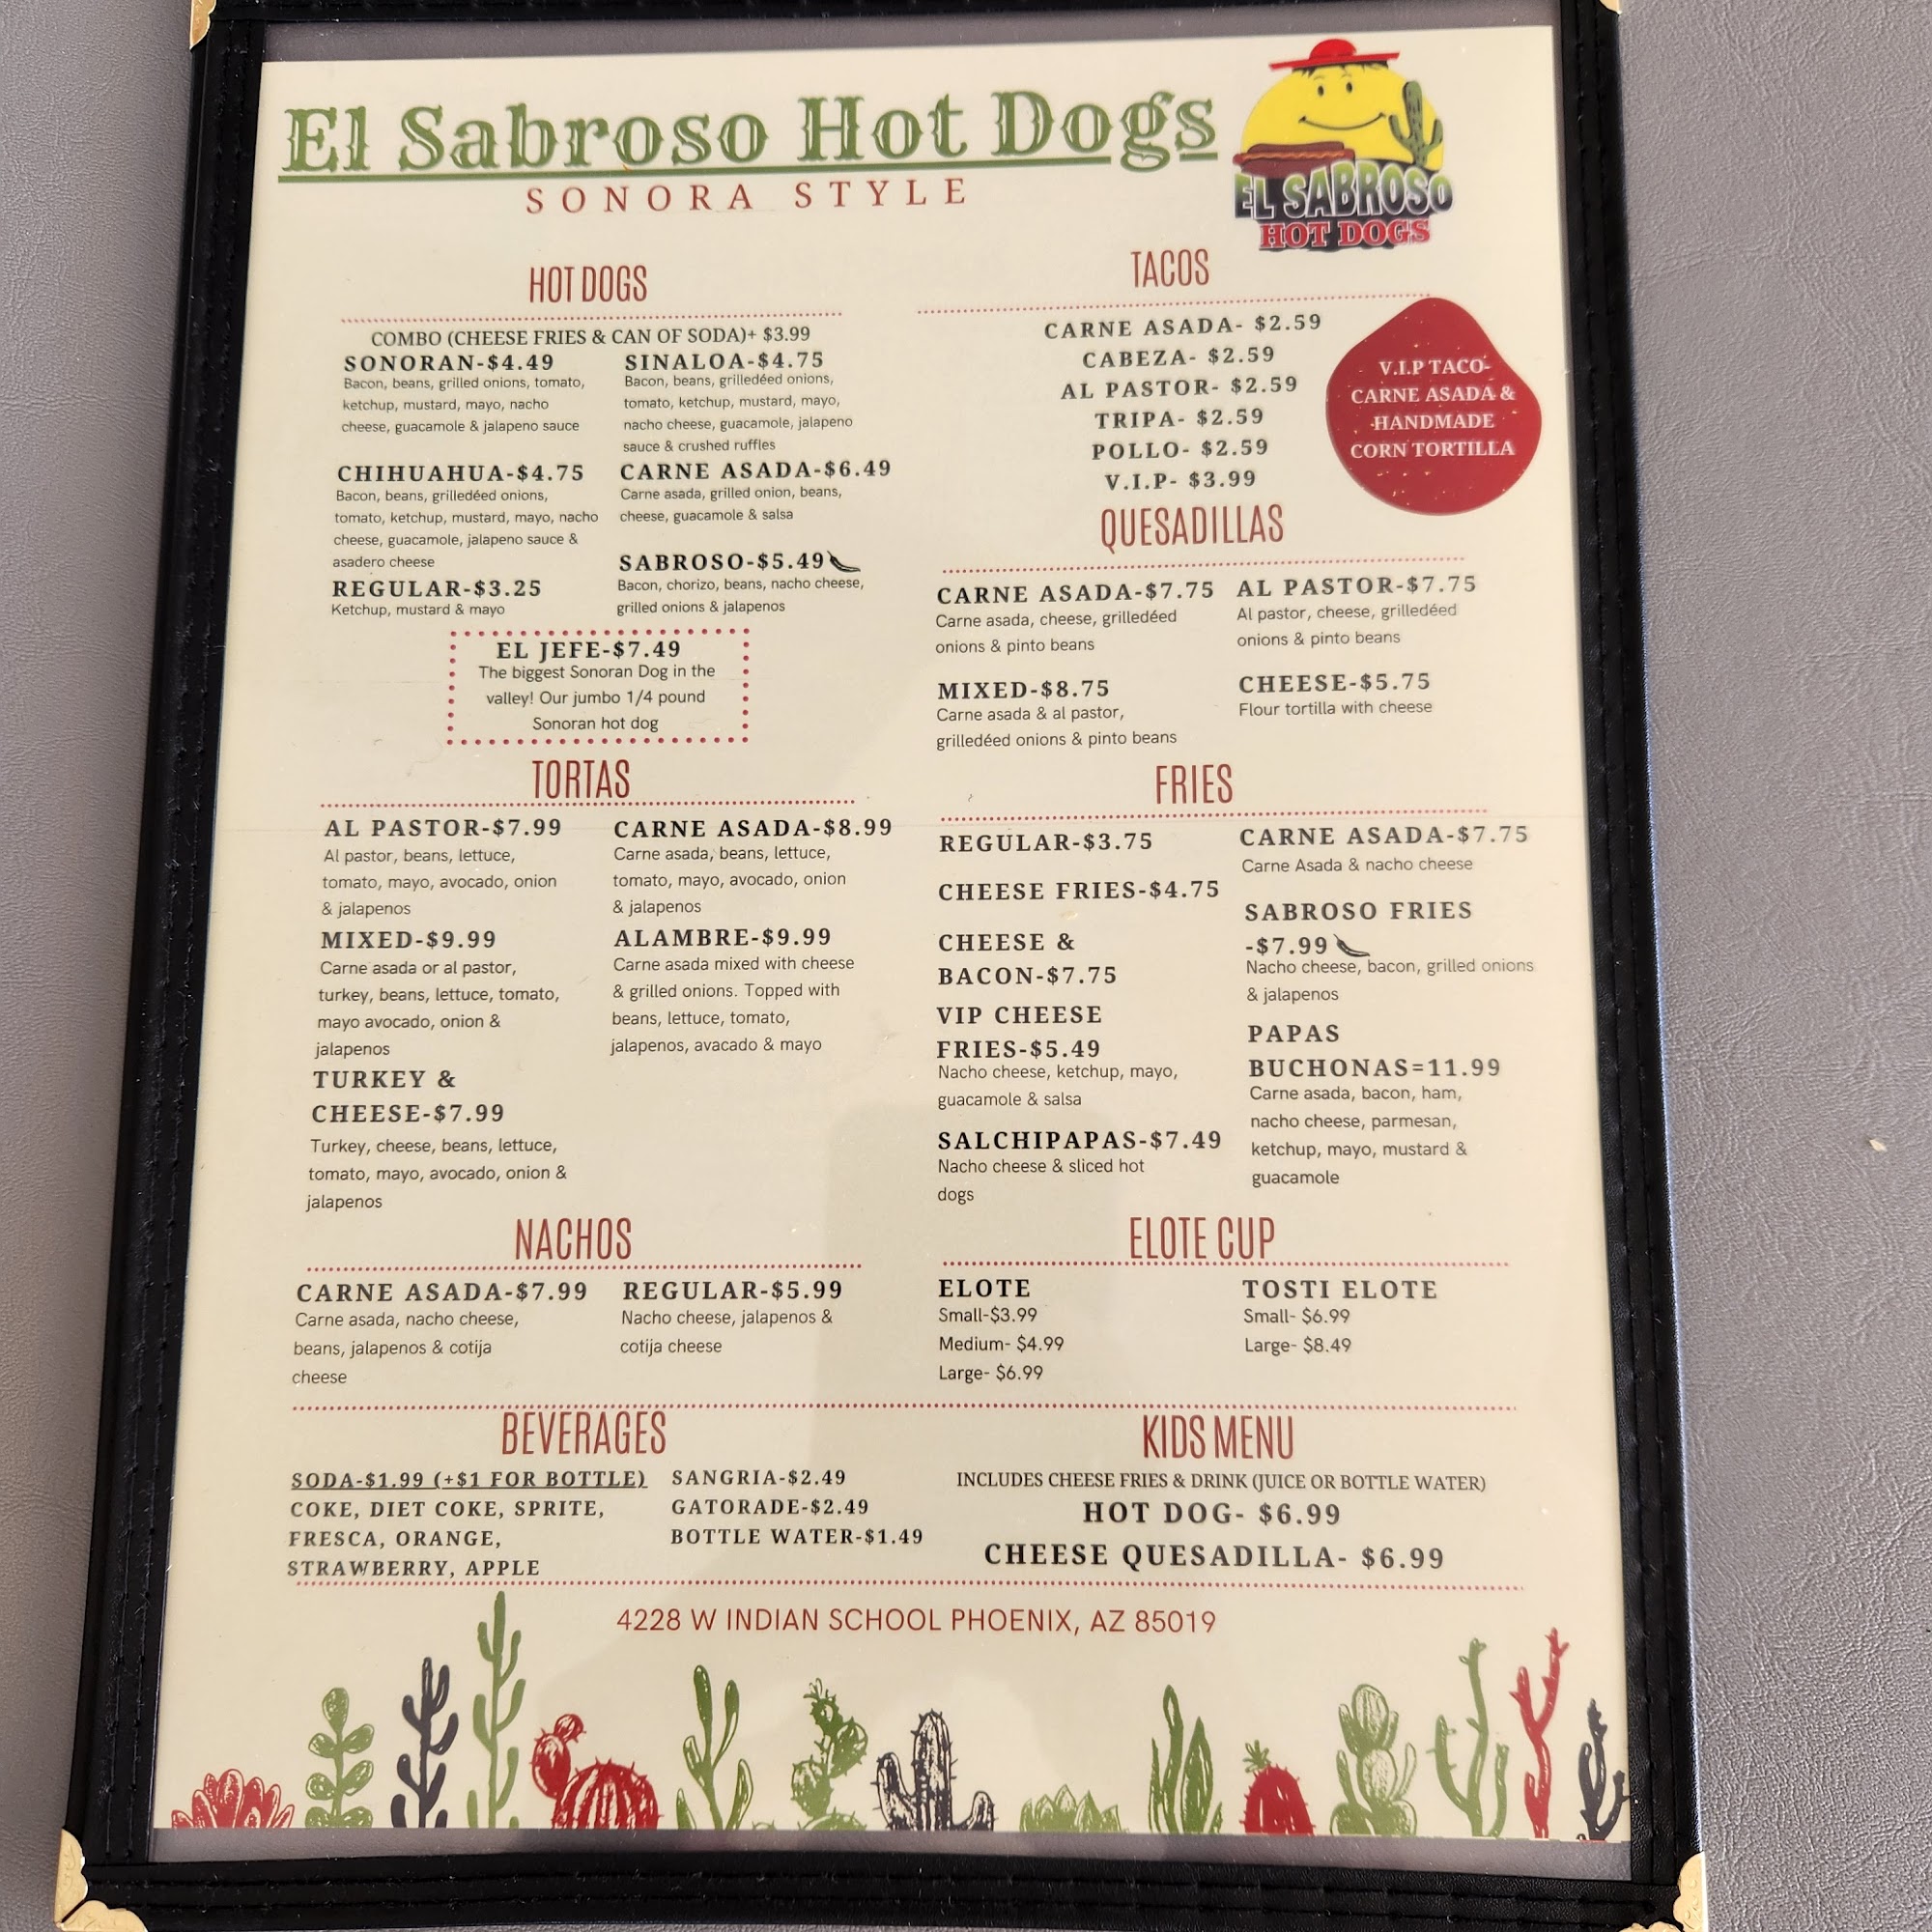 El Sabroso Hot Dogs
SONORA STYLE
EL SABROSO
HOT DOGS
HOT DOGS
COMBO (CHEESE FRIES & CAN OF SODA)+ $3.99
SONORAN-$4.49
Bacon, beans, grilled onions, tomato,
ketchup, mustard, mayo, nacho
cheese, guacamole & jalapeno sauce
SINALOA-$4.75
Bacon, beans, grilledéed onions,
tomato, ketchup, mustard, mayo,
nacho cheese, guacamole, jalapeno
sauce & crushed ruffles
CHIHUAHUA-$4.75
Bacon, beans, grilledéed onions,
tomato, ketchup, mustard, mayo, nacho
cheese, guacamole, jalapeno sauce &
asadero cheese
CARNE ASADA-$6.49
Carne asada, grilled onion, beans,
cheese, guacamole & salsa
REGULAR-$3.25
Ketchup, mustard & mayo
SABROSO-$5.49
Bacon, chorizo, beans, nacho cheese,
grilled onions & jalapenos
EL JEFE-$7.49
The biggest Sonoran Dog in the
valley! Our jumbo 1/4 pound
Sonoran hot dog
TACOS
CARNE ASADA- $2.59
CABEZA- $2.59
AL PASTOR- $2.59
TRIPA- $2.59
POLLO- $2.59
V.I.P- $3.99
V.I.P TACO-
CARNE ASADA &
HANDMADE
CORN TORTILLA
QUESADILLAS
CARNE ASADA-$7.75
Carne asada, cheese, grilledéed
onions & pinto beans
AL PASTOR-$7.75
Al pastor, cheese, grilledéed
onions & pinto beans
MIXED-$8.75
Carne asada & al pastor,
grilledéed onions & pinto beans
CHEESE-$5.75
Flour tortilla with cheese
TORTAS
AL PASTOR-$7.99
Al pastor, beans, lettuce,
tomato, mayo, avocado, onion
& jalapenos
CARNE ASADA-$8.99
Carne asada, beans, lettuce,
tomato, mayo, avocado, onion
& jalapenos
MIXED-$9.99
Carne asada or al pastor,
turkey, beans, lettuce, tomato,
mayo avocado, onion &
jalapenos
ALAMBRE-$9.99
Carne asada mixed with cheese
& grilled onions. Topped with
beans, lettuce, tomato,
jalapenos, avacado & mayo
TURKEY &
CHEESE-$7.99
Turkey, cheese, beans, lettuce,
tomato, mayo, avocado, onion &
jalapenos
FRIES
REGULAR-$3.75
CHEESE FRIES-$4.75
CHEESE &
BACON-$7.75
VIP CHEESE
FRIES-$5.49
Nacho cheese, ketchup, mayo,
guacamole & salsa
SALCHIPAPAS-$7.49
Nacho cheese & sliced hot
dogs
CARNE ASADA-$7.75
Carne Asada & nacho cheese
SABROSO FRIES
-$7.99
Nacho cheese, bacon, grilled onions
& jalapenos
PAPAS
BUCHONAS=11.99
Carne asada, bacon, ham,
nacho cheese, parmesan,
ketchup, mayo, mustard &
guacamole
NACHOS
CARNE ASADA-$7.99
Carne asada, nacho cheese,
beans, jalapenos & cotija
cheese
REGULAR-$5.99
Nacho cheese, jalapenos &
cotija cheese
ELOTE CUP
ELOTE
Small-$3.99
Medium- $4.99
Large- $6.99
TOSTI ELOTE
Small- $6.99
Large- $8.49
BEVERAGES
SODA-$1.99 (+$1 FOR BOTTLE)
COKE, DIET COKE, SPRITE,
FRESCA, ORANGE,
STRAWBERRY, APPLE
SANGRIA-$2.49
GATORADE-$2.49
BOTTLE WATER-$1.49
KIDS MENU
INCLUDES CHEESE FRIES & DRINK (JUICE OR BOTTLE WATER)
HOT DOG- $6.99
CHEESE QUESADILLA- $6.99
4228 W INDIAN SCHOOL PHOENIX, AZ 85019